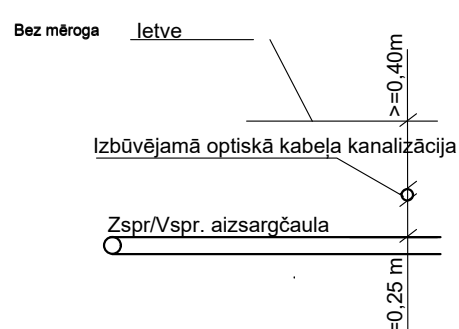 Bez mēroga
Ietve
>=0,40m
Izbūvējamā optiskā kabeļa kanalizācija
Zspr/Vspr. aizsargčaula
=0,25 m